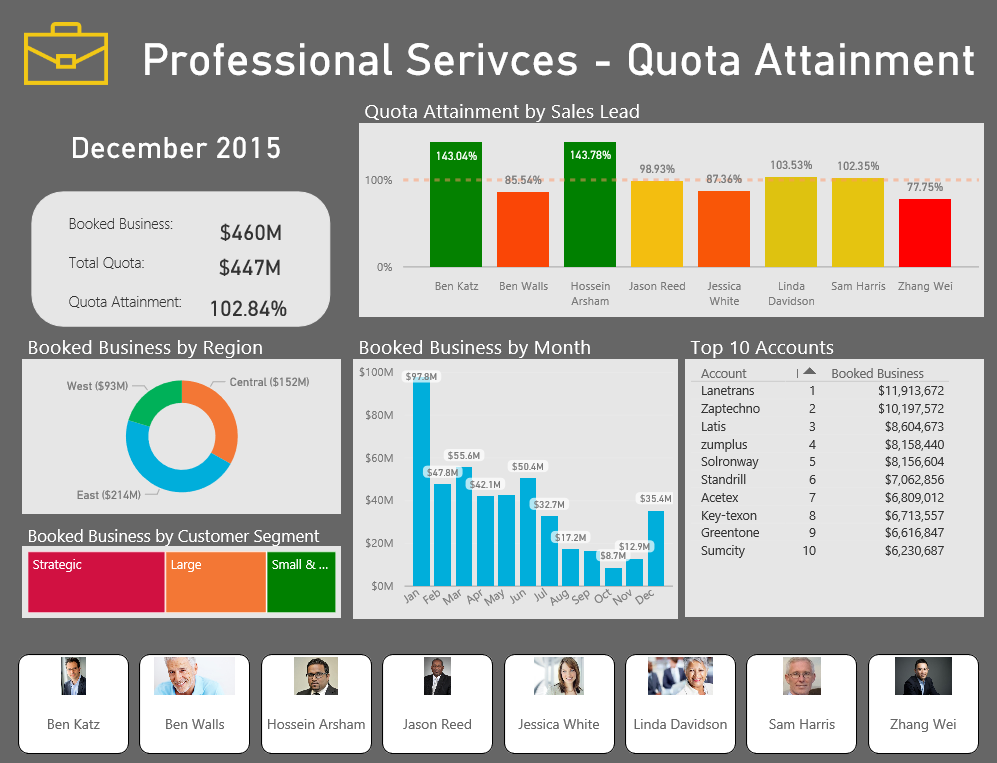 Professional Serivces - Quota Attainment
December 2015
Booked Business: $460M
Total Quota: $447M
Quota Attainment: 102.84%
Quota Attainment by Sales Lead
100%
0%
143.04%
85.54%
143.78%
98.93%
87.36%
103.53%
102.35%
77.75%
Ben Katz
Ben Walls
Hossein
Arsham
Jason Reed
Jessica
White
Linda
Davidson
Sam Harris
Zhang Wei
Booked Business by Region
West ($93M)
Central ($152M)
East ($214M)
Booked Business by Customer Segment
Strategic
Large
Small & ...
Booked Business by Month
$100M
$80M
$60M
$40M
$20M
$0M
$97.8M
$47.8M
$55.6M
$42.1M
$50.4M
$32.7M
$17.2M
$8.7M
$12.9M
$35.4M
Jan
Feb
Mar
Apr
May
Jun
Jul
Aug
Sep
Oct
Nov
Dec
Top 10 Accounts
Account Booked Business
Lanetrans 1 $11,913,672
Zaptechno 2 $10,197,572
Latis 3 $8,604,673
zumplus 4 $8,158,440
Solronway 5 $8,156,604
Standrill 6 $7,062,856
Acetex 7 $6,809,012
Key-texon 8 $6,713,557
Greentone 9 $6,616,847
Sumcity 10 $6,230,687
Ben Katz
Ben Walls
Hossein Arsham
Jason Reed
Jessica White
Linda Davidson
Sam Harris
Zhang Wei